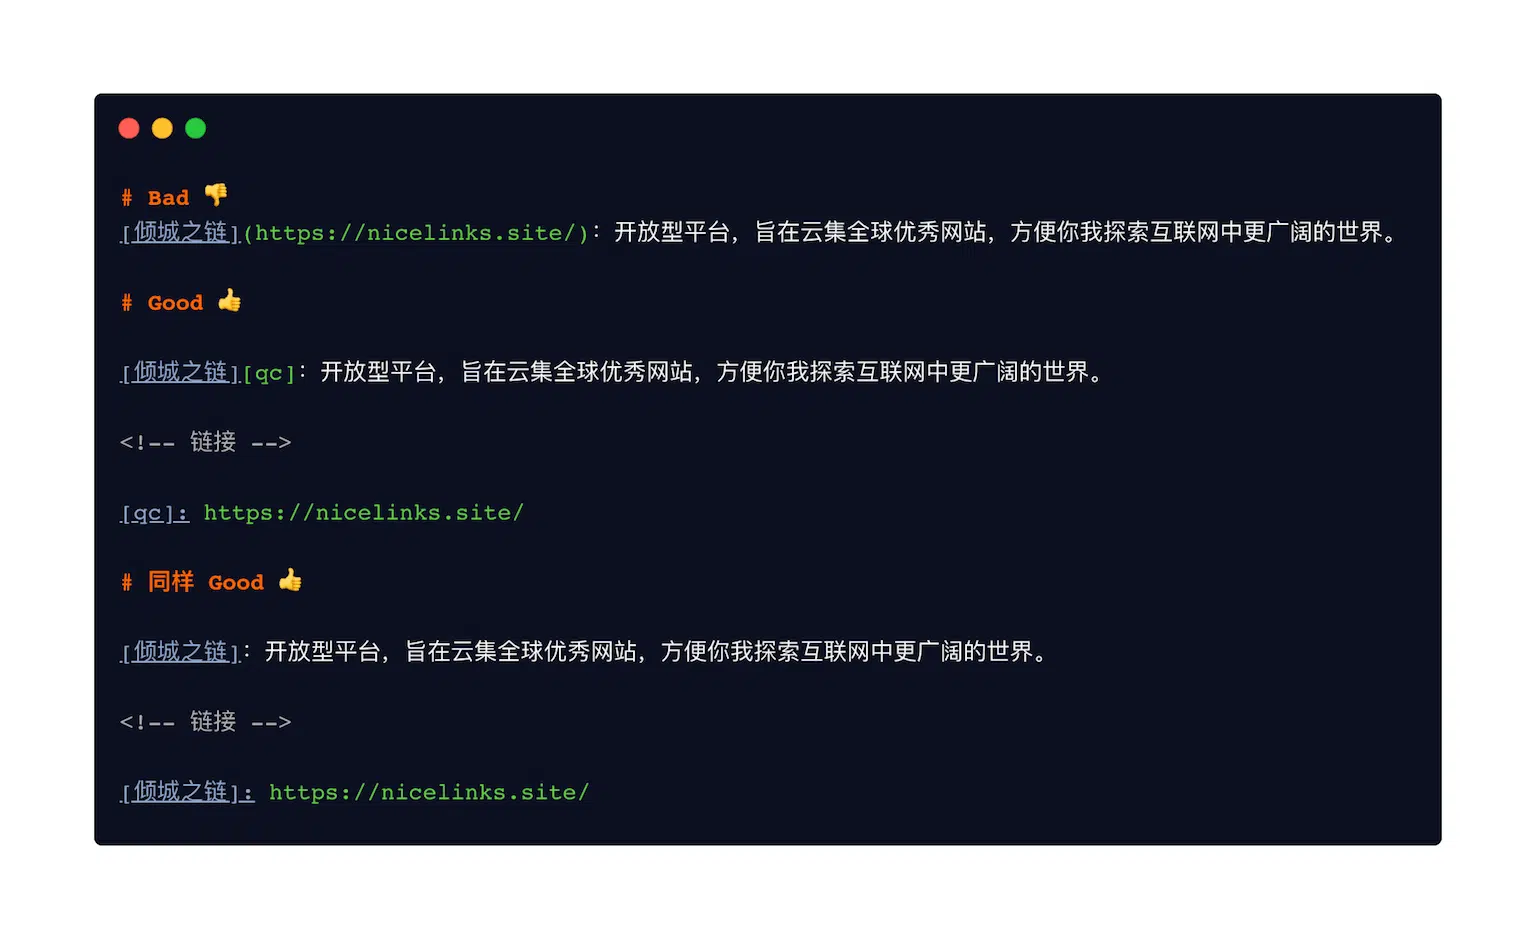 # Bad 👎
[倾城之链](https://nicelinks.site/)：开放型平台，旨在云集全球优秀网站，方便你我探索互联网中更广阔的世界。
# Good 👍
[倾城之链][qc]：开放型平台，旨在云集全球优秀网站，方便你我探索互联网中更广阔的世界。
<!-- 链接 -->
[qc]: https://nicelinks.site/
# 同样 Good 👍
[倾城之链]：开放型平台，旨在云集全球优秀网站，方便你我探索互联网中更广阔的世界。
<!-- 链接 -->
[倾城之链]: https://nicelinks.site/